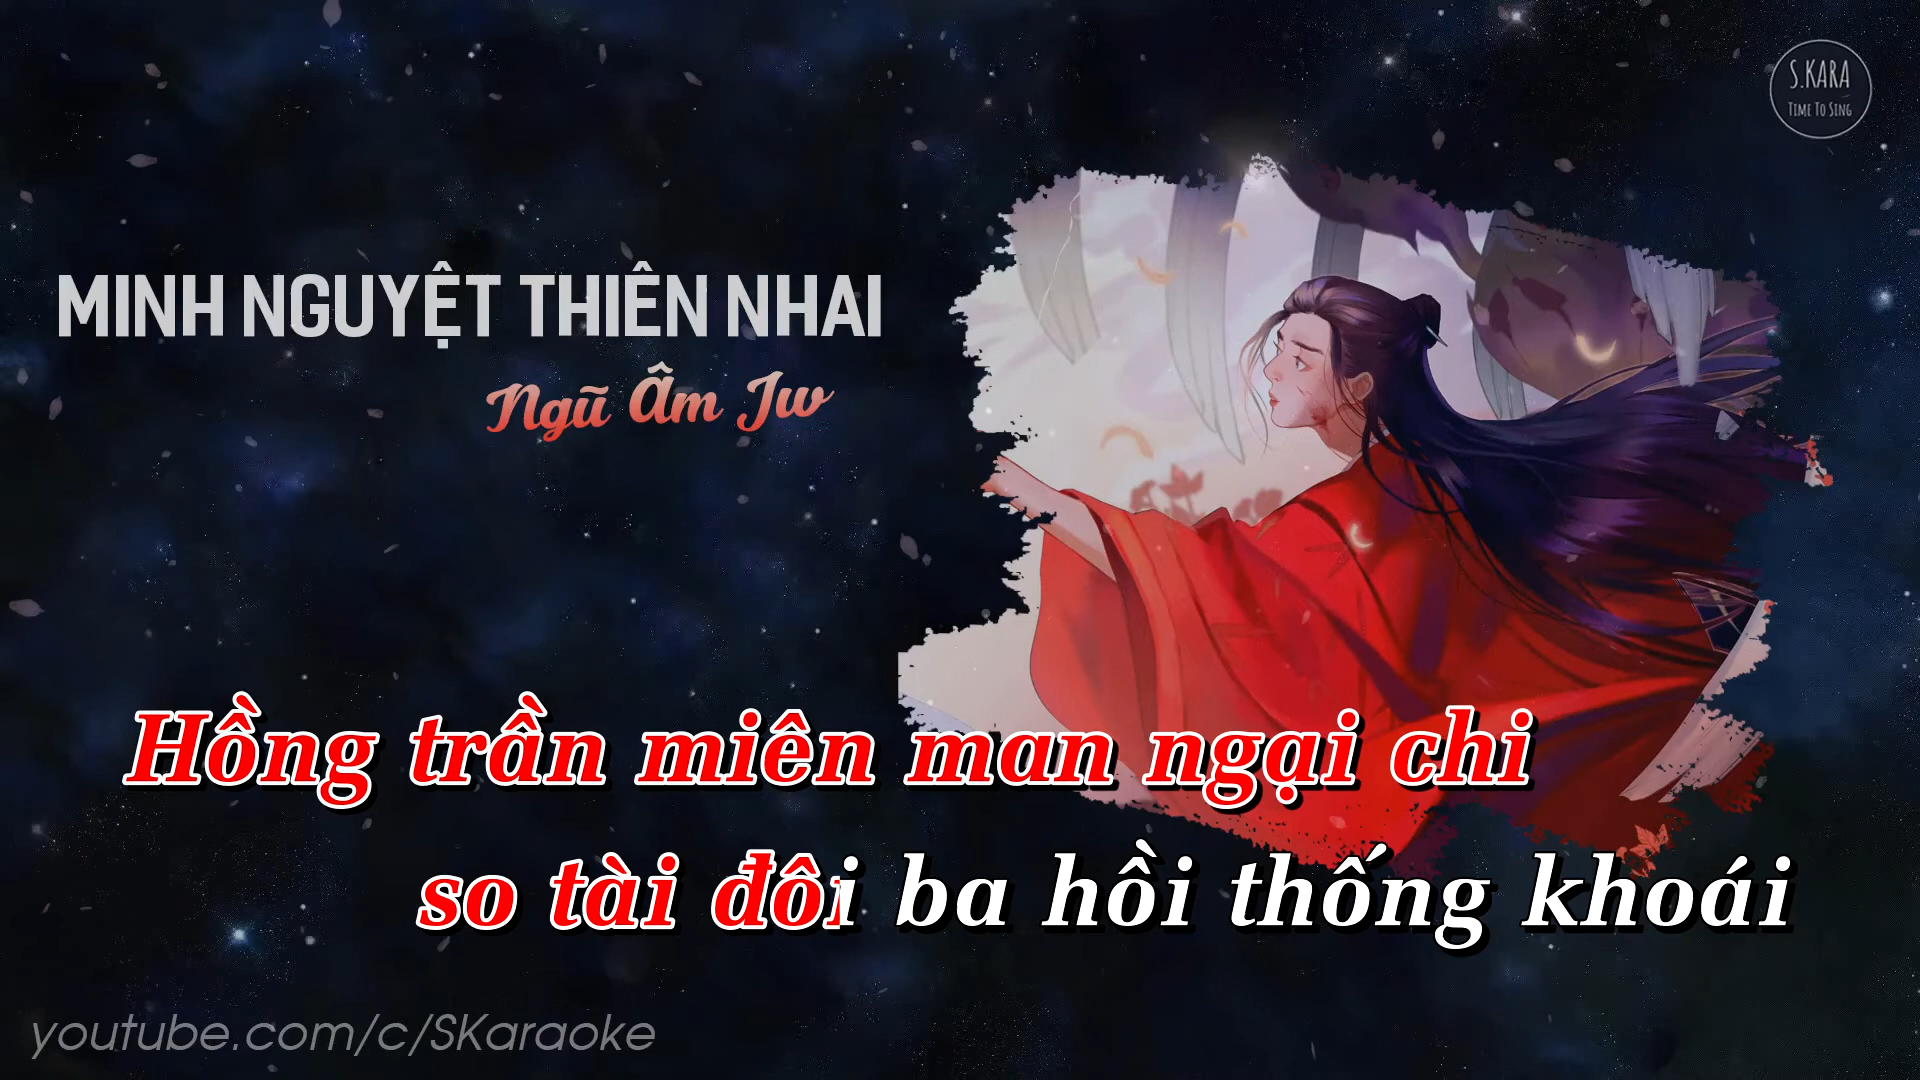 S.KARA
TIME TO SING
MINH NGUYỆT THIÊN NHAI
Ngũ Âm Jw
Hồng trần miên man ngại chi
so tài đôi ba hồi thống khoái
youtube.com/c/SKaraoke